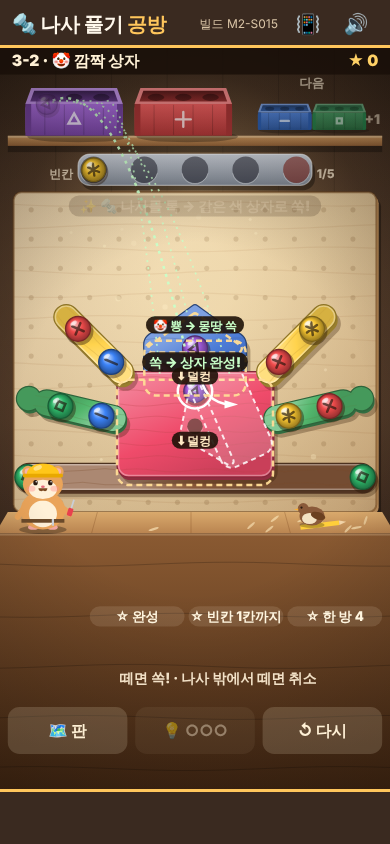 🔩 나사 풀기 공방
빌드 M2-S015
3-2 · 🤡 깜짝 상자
★ 0
다음
+1
빈칸
1/5
🤡 뿅 → 몽땅 쏙
쏙 → 상자 완성!
⬇덜컹
⬇덜컹
☆ 완성
☆ 빈칸 1칸까지
☆ 한 방 4
떼면 쏙! · 나사 밖에서 떼면 취소
🗺️ 판
💡 ○○○
↺ 다시